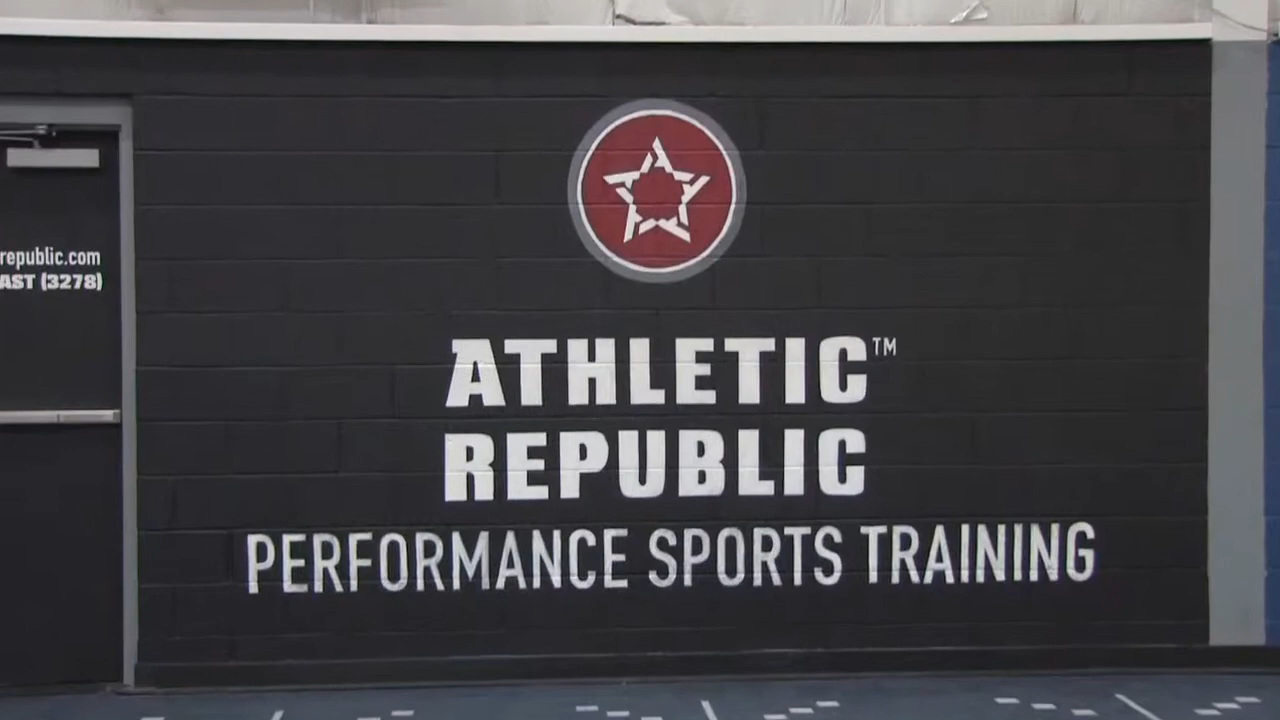 republic.com
AST (3278)
ATHLETIC™
REPUBLIC
PERFORMANCE SPORTS TRAINING